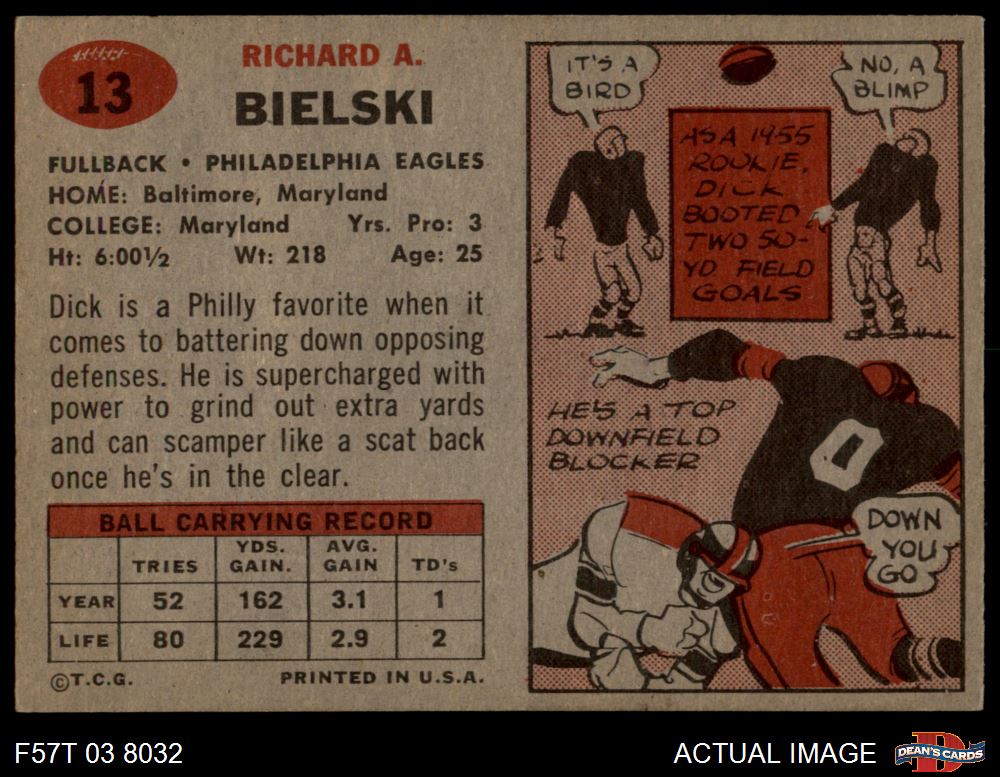 13
RICHARD A.
BIELSKI
FULLBACK • PHILADELPHIA EAGLES
HOME: Baltimore, Maryland
COLLEGE: Maryland Yrs. Pro: 3
Ht: 6:00½ Wt: 218 Age: 25
Dick is a Philly favorite when it
comes to battering down opposing
defenses. He is supercharged with
power to grind out extra yards
and can scamper like a scat back
once he's in the clear.
BALL CARRYING RECORD
TRIES YDS. GAIN. AVG. GAIN TD's
YEAR 52 162 3.1 1
LIFE 80 229 2.9 2
©T.C.G. PRINTED IN U.S.A.
IT'S A
BIRD
NO, A
BLIMP
AS A 1955
ROOKIE,
DICK
BOOTED
TWO 50-
YD FIELD
GOALS
HE'S A TOP
DOWNFIELD
BLOCKER
0
DOWN
YOU
GO
F57T 03 8032
ACTUAL IMAGE
D
DEAN'S CARDS